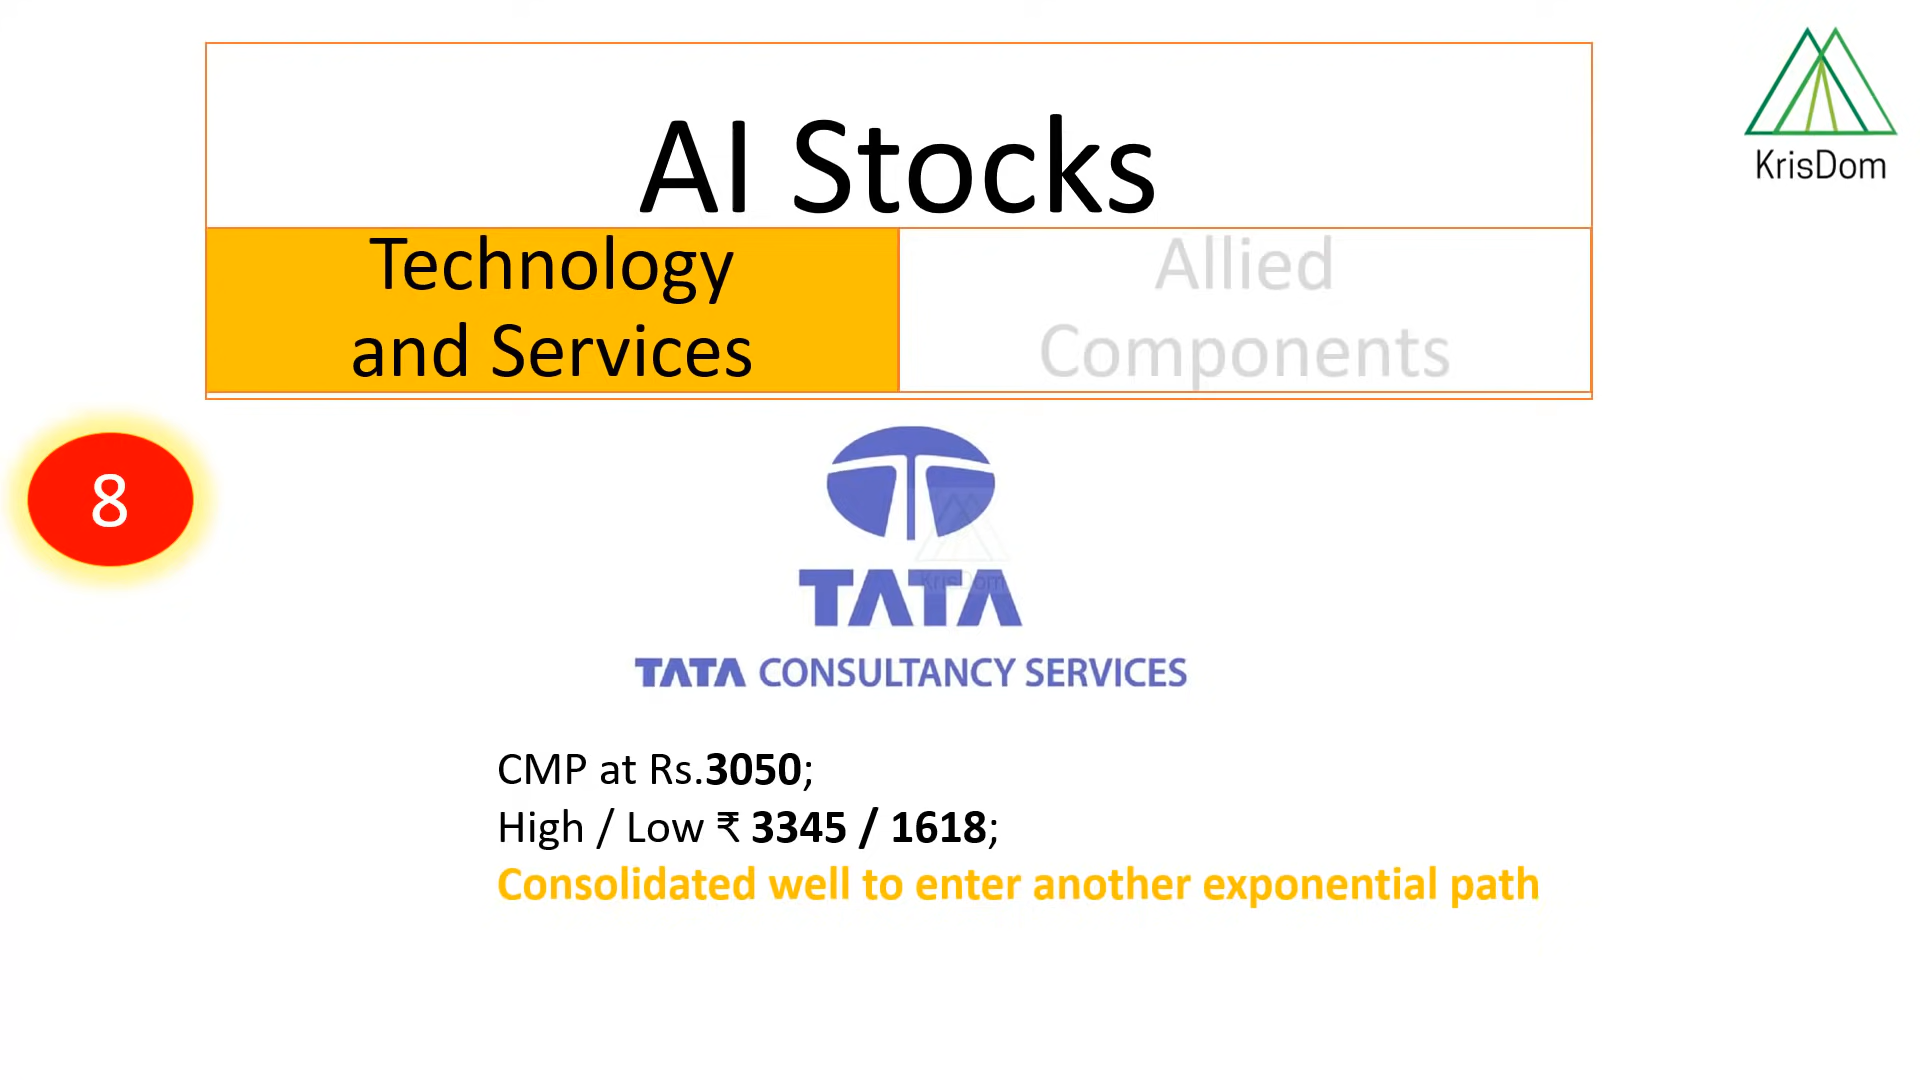 AI Stocks
KrisDom
Technology
and Services
Allied
Components
8
TATA
KrisDom
TATA CONSULTANCY SERVICES
CMP at Rs.3050;
High / Low ₹ 3345 / 1618;
Consolidated well to enter another exponential path